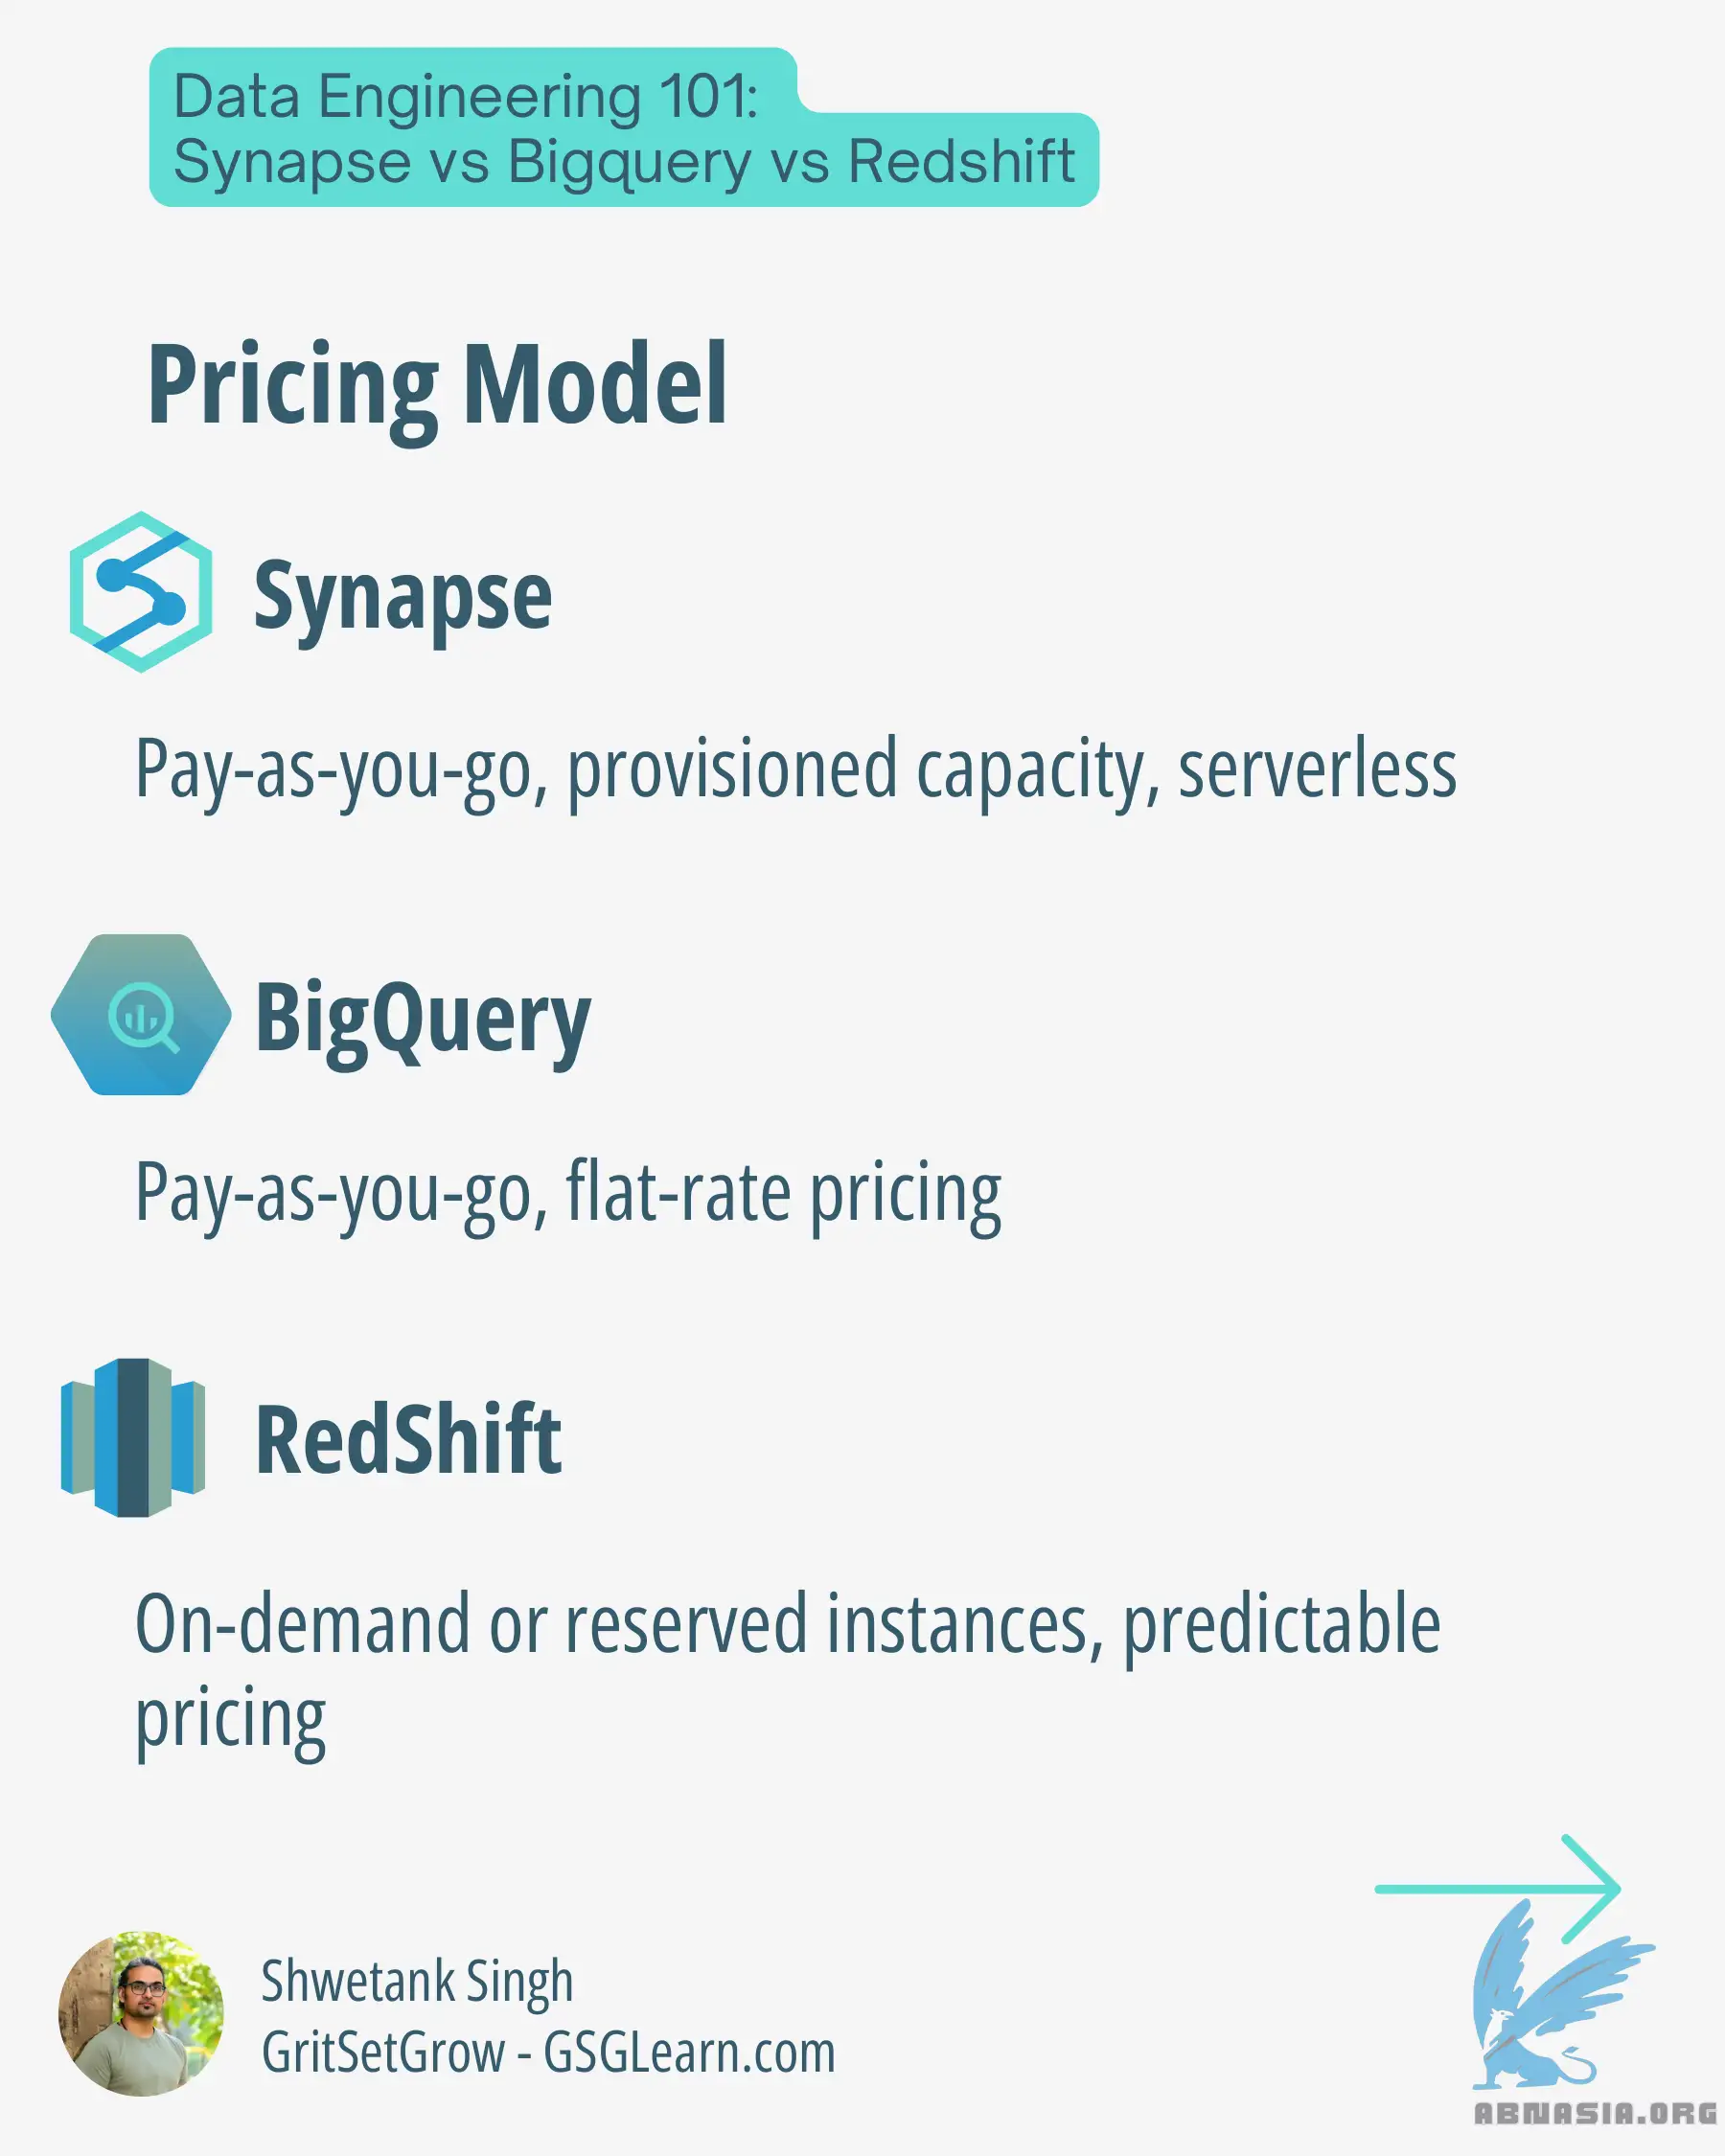 Data Engineering 101:
Synapse vs Bigquery vs Redshift
Pricing Model
Synapse
Pay-as-you-go, provisioned capacity, serverless
BigQuery
Pay-as-you-go, flat-rate pricing
RedShift
On-demand or reserved instances, predictable
pricing
Shwetank Singh
GritSetGrow - GSGLearn.com
ABNASIA.ORG